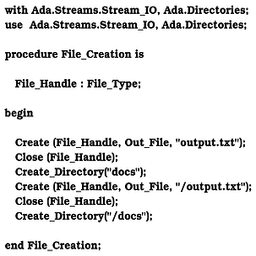 with Ada.Streams.Stream_IO, Ada.Directories;
use  Ada.Streams.Stream_IO, Ada.Directories;

procedure File_Creation is

   File_Handle : File_Type;

begin

   Create (File_Handle, Out_File, "output.txt");
   Close (File_Handle);
   Create_Directory("docs");
   Create (File_Handle, Out_File, "/output.txt");
   Close (File_Handle);
   Create_Directory("/docs");

end File_Creation;